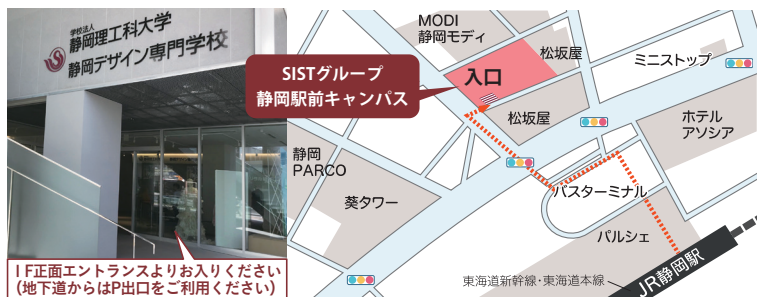 学校法人
静岡理工科大学
静岡デザイン専門学校
1F正面エントランスよりお入りください
(地下道からはP出口をご利用ください)
SISTグループ
静岡駅前キャンパス
MODI
静岡モディ
松坂屋
入口
ミニストップ
松坂屋
ホテル
アソシア
静岡
PARCO
葵タワー
バスターミナル
パルシェ
東海道新幹線・東海道本線
JR静岡駅